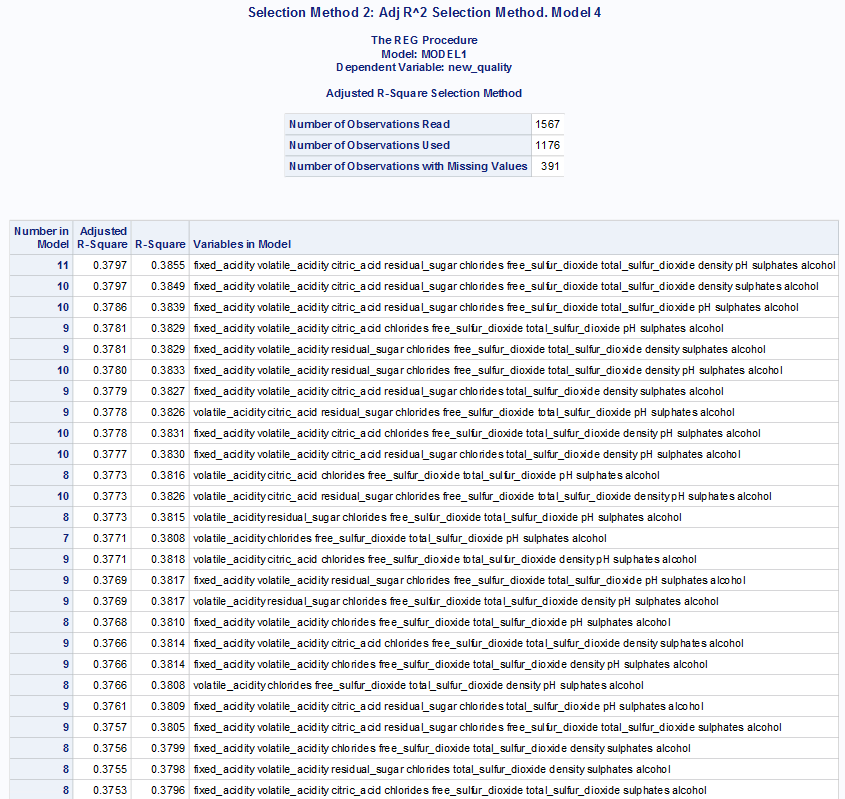 Selection Method 2: Adj R^2 Selection Method. Model 4
The REG Procedure
Model: MODEL1
Dependent Variable: new_quality
Adjusted R-Square Selection Method
Number of Observations Read 1567
Number of Observations Used 1176
Number of Observations with Missing Values 391
Number in Model Adjusted R-Square R-Square Variables in Model
11 0.3797 0.3855 fixed_acidity volatile_acidity citric_acid residual_sugar chlorides free_sulfur_dioxide total_sulfur_dioxide density pH sulphates alcohol
10 0.3797 0.3849 fixed_acidity volatile_acidity citric_acid residual_sugar chlorides free_sulfur_dioxide total_sulfur_dioxide density sulphates alcohol
10 0.3786 0.3839 fixed_acidity volatile_acidity citric_acid residual_sugar chlorides free_sulfur_dioxide total_sulfur_dioxide pH sulphates alcohol
9 0.3781 0.3829 fixed_acidity volatile_acidity citric_acid chlorides free_sulfur_dioxide total_sulfur_dioxide pH sulphates alcohol
9 0.3781 0.3829 fixed_acidity volatile_acidity residual_sugar chlorides free_sulfur_dioxide total_sulfur_dioxide density sulphates alcohol
10 0.3780 0.3833 fixed_acidity volatile_acidity residual_sugar chlorides free_sulfur_dioxide total_sulfur_dioxide density pH sulphates alcohol
9 0.3779 0.3827 fixed_acidity volatile_acidity citric_acid residual_sugar chlorides total_sulfur_dioxide density sulphates alcohol
9 0.3778 0.3826 volatile_acidity citric_acid residual_sugar chlorides free_sulfur_dioxide total_sulfur_dioxide pH sulphates alcohol
10 0.3778 0.3831 fixed_acidity volatile_acidity citric_acid chlorides free_sulfur_dioxide total_sulfur_dioxide density pH sulphates alcohol
10 0.3777 0.3830 fixed_acidity volatile_acidity citric_acid residual_sugar chlorides total_sulfur_dioxide density pH sulphates alcohol
8 0.3773 0.3816 volatile_acidity citric_acid chlorides free_sulfur_dioxide total_sulfur_dioxide pH sulphates alcohol
10 0.3773 0.3826 volatile_acidity citric_acid residual_sugar chlorides free_sulfur_dioxide total_sulfur_dioxide density pH sulphates alcohol
8 0.3773 0.3815 volatile_acidity residual_sugar chlorides free_sulfur_dioxide total_sulfur_dioxide pH sulphates alcohol
7 0.3771 0.3808 volatile_acidity chlorides free_sulfur_dioxide total_sulfur_dioxide pH sulphates alcohol
9 0.3771 0.3818 volatile_acidity citric_acid chlorides free_sulfur_dioxide total_sulfur_dioxide density pH sulphates alcohol
9 0.3769 0.3817 fixed_acidity volatile_acidity residual_sugar chlorides free_sulfur_dioxide total_sulfur_dioxide pH sulphates alcohol
9 0.3769 0.3817 volatile_acidity residual_sugar chlorides free_sulfur_dioxide total_sulfur_dioxide density pH sulphates alcohol
8 0.3768 0.3810 fixed_acidity volatile_acidity chlorides free_sulfur_dioxide total_sulfur_dioxide pH sulphates alcohol
9 0.3766 0.3814 fixed_acidity volatile_acidity citric_acid chlorides free_sulfur_dioxide total_sulfur_dioxide density sulphates alcohol
9 0.3766 0.3814 fixed_acidity volatile_acidity chlorides free_sulfur_dioxide total_sulfur_dioxide density pH sulphates alcohol
8 0.3766 0.3808 volatile_acidity chlorides free_sulfur_dioxide total_sulfur_dioxide density pH sulphates alcohol
9 0.3761 0.3809 fixed_acidity volatile_acidity citric_acid residual_sugar chlorides total_sulfur_dioxide pH sulphates alcohol
9 0.3757 0.3805 fixed_acidity volatile_acidity citric_acid residual_sugar chlorides free_sulfur_dioxide total_sulfur_dioxide sulphates alcohol
8 0.3756 0.3799 fixed_acidity volatile_acidity chlorides free_sulfur_dioxide total_sulfur_dioxide density sulphates alcohol
8 0.3755 0.3798 fixed_acidity volatile_acidity residual_sugar chlorides total_sulfur_dioxide density sulphates alcohol
8 0.3753 0.3796 fixed_acidity volatile_acidity citric_acid chlorides free_sulfur_dioxide total_sulfur_dioxide sulphates alcohol